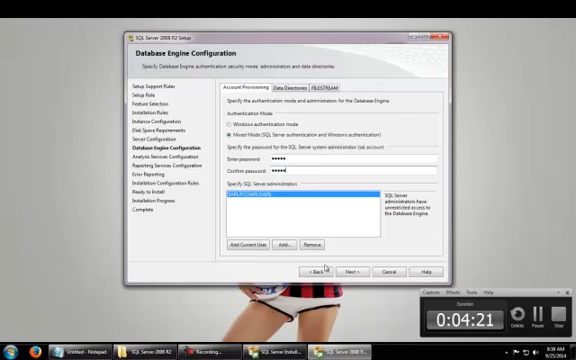 SQL Server 2008 R2 Setup
Database Engine Configuration
Specify Database Engine authentication security mode, administrators and data directories.
Setup Support Rules
Setup Role
Feature Selection
Installation Rules
Instance Configuration
Disk Space Requirements
Server Configuration
Database Engine Configuration
Analysis Services Configuration
Reporting Services Configuration
Error Reporting
Installation Configuration Rules
Ready to Install
Installation Progress
Complete
Account Provisioning Data Directories FILESTREAM
Specify the authentication mode and administrators for the Database Engine.
Authentication Mode
Windows authentication mode
Mixed Mode (SQL Server authentication and Windows authentication)
Specify the password for the SQL Server system administrator (sa) account.
Enter password: •••••
Confirm password: •••••
Specify SQL Server administrators
SQL Server administrators have unrestricted access to the Database Engine.
Add Current User Add... Remove
< Back Next > Cancel Help
Capture Effects Tools Help
Duration
0:04:21
Delete Pause Stop
Untitled - Notepad SQL Server 2008 R2 Recording... SQL Server Install... SQL Server 2008 R...
9:38 AM
9/25/2014